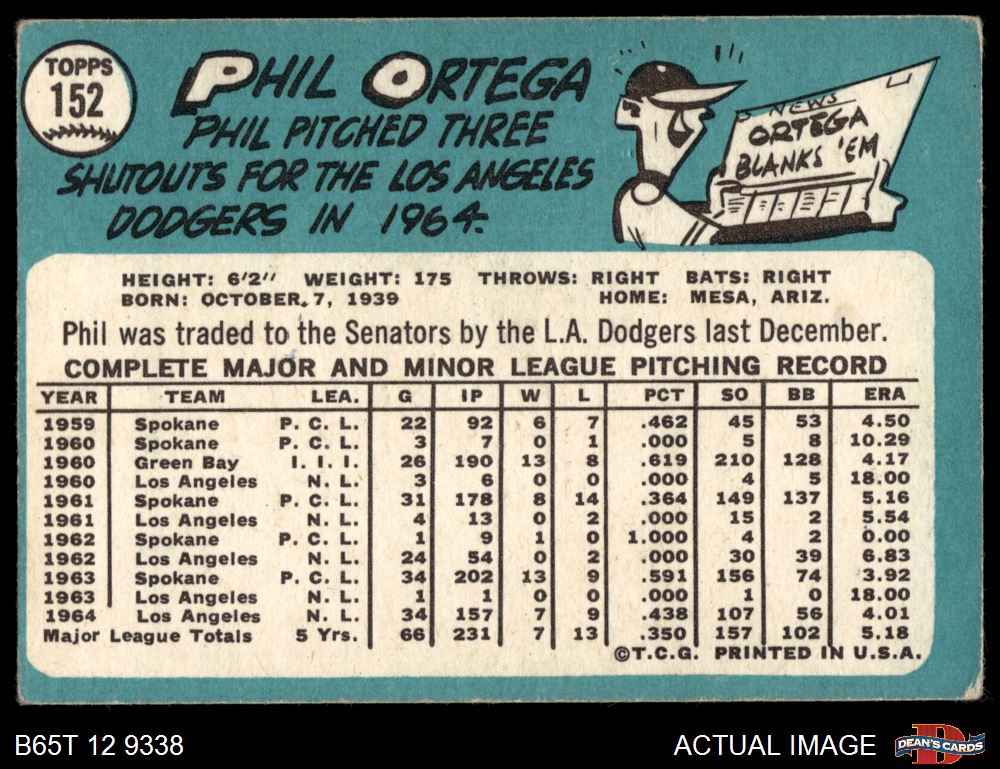 TOPPS
152
PHIL ORTEGA
PHIL PITCHED THREE
SHUTOUTS FOR THE LOS ANGELES
DODGERS IN 1964.
NEWS
ORTEGA
BLANKS 'EM
HEIGHT: 6'2" WEIGHT: 175 THROWS: RIGHT BATS: RIGHT
BORN: OCTOBER 7, 1939 HOME: MESA, ARIZ.
Phil was traded to the Senators by the L.A. Dodgers last December.
COMPLETE MAJOR AND MINOR LEAGUE PITCHING RECORD
YEAR TEAM LEA. G IP W L PCT SO BB ERA
1959 Spokane P. C. L. 22 92 6 7 .462 45 53 4.50
1960 Spokane P. C. L. 3 7 0 1 .000 5 8 10.29
1960 Green Bay I. I. I. 26 190 13 8 .619 210 128 4.17
1960 Los Angeles N. L. 3 6 0 0 .000 4 5 18.00
1961 Spokane P. C. L. 31 178 8 14 .364 149 137 5.16
1961 Los Angeles N. L. 4 13 0 2 .000 15 2 5.54
1962 Spokane P. C. L. 1 9 1 0 1.000 4 2 0.00
1962 Los Angeles N. L. 24 54 0 2 .000 30 39 6.83
1963 Spokane P. C. L. 34 202 13 9 .591 156 74 3.92
1963 Los Angeles N. L. 1 1 0 0 .000 1 0 18.00
1964 Los Angeles N. L. 34 157 7 9 .438 107 56 4.01
Major League Totals 5 Yrs. 66 231 7 13 .350 157 102 5.18
©T.C.G. PRINTED IN U.S.A.
B65T 12 9338
ACTUAL IMAGE
D
DEAN'S CARDS